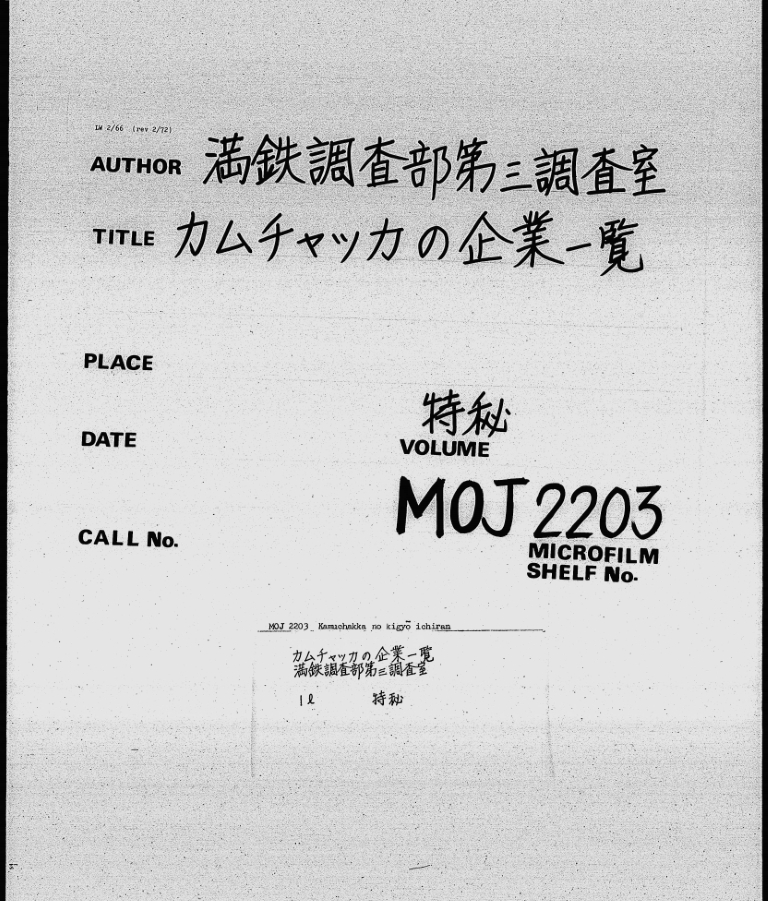 LW 2/66 (rev 2/72)
AUTHOR 満鉄調査部第三調査室
TITLE カムチャッカの企業一覧
PLACE
特秘
DATE
VOLUME
MOJ 2203
CALL No.
MICROFILM
SHELF No.
MOJ 2203 Kamuchakka no kigyō ichiran
カムチャッカの企業一覧
満鉄調査部第三調査室
1ℓ 特秘